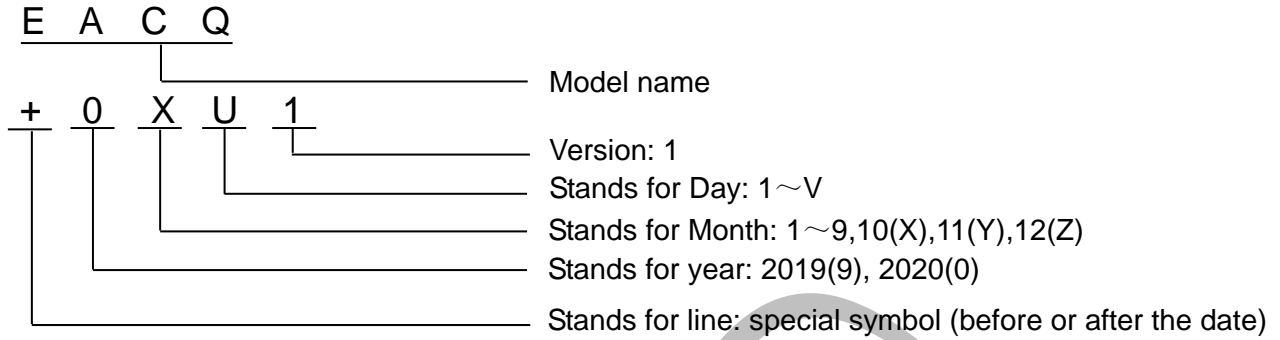 E A C Q
Model name
+ 0 X U 1
Version: 1
Stands for Day: 1～V
Stands for Month: 1～9,10(X),11(Y),12(Z)
Stands for year: 2019(9), 2020(0)
Stands for line: special symbol (before or after the date)